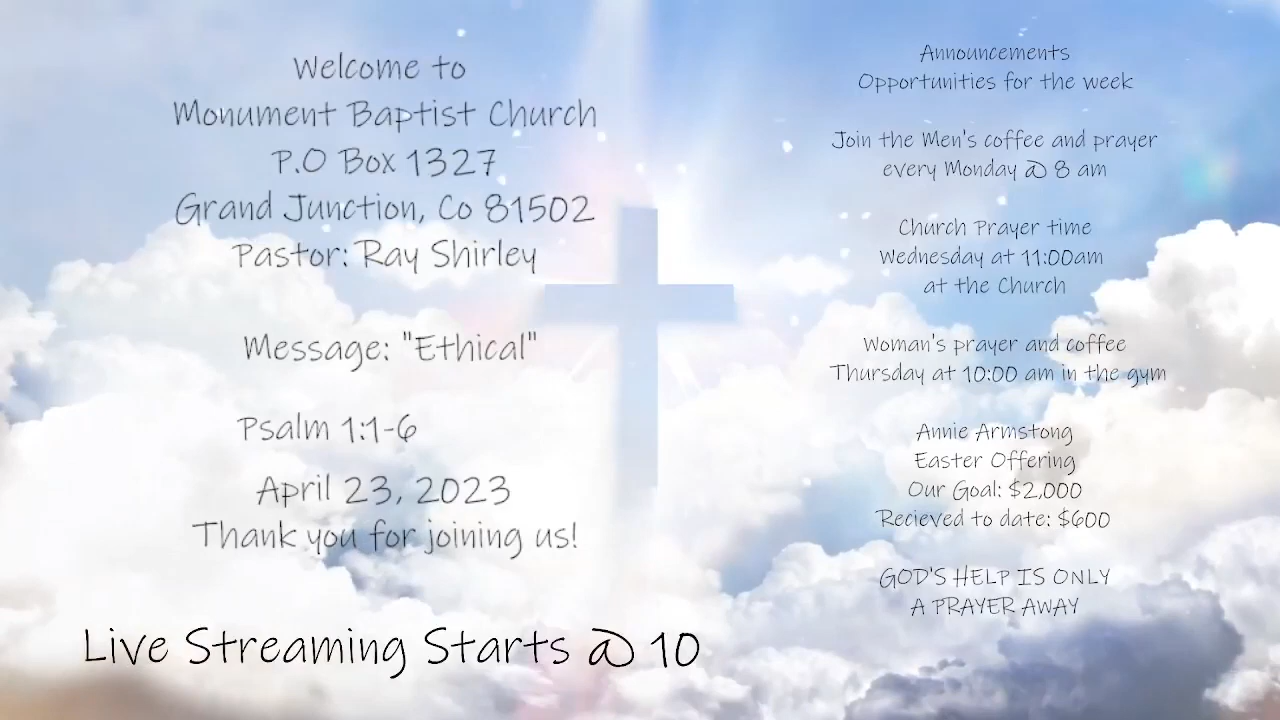 Welcome to
Monument Baptist Church
P.O Box 1327
Grand Junction, Co 81502
Pastor: Ray Shirley
Message: "Ethical"
Psalm 1:1-6
April 23, 2023
Thank you for joining us!
Live Streaming Starts @ 10
Announcements
Opportunities for the week
Join the Men's coffee and prayer
every Monday @ 8 am
Church Prayer time
Wednesday at 11:00am
at the Church
Woman's prayer and coffee
Thursday at 10:00 am in the gym
Annie Armstong
Easter Offering
Our Goal: $2,000
Recieved to date: $600
GOD'S HELP IS ONLY
A PRAYER AWAY